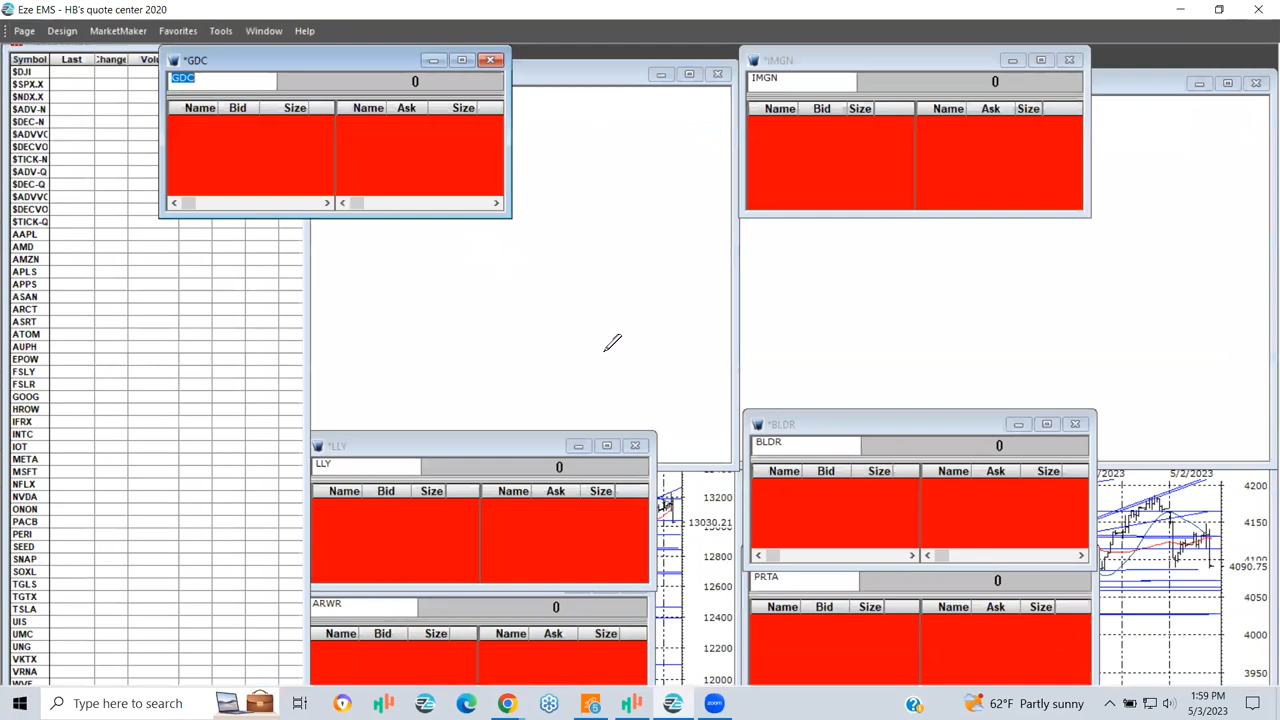 Eze EMS - HB's quote center 2020
Page Design MarketMaker Favorites Tools Window Help
Symbol Last Change Volu
$DJI
$SPX.X
$NDX.X
$ADV-N
$DEC-N
$ADVVC
$DECVO
$TICK-N
$ADV-Q
$DEC-Q
$ADVVC
$DECVO
$TICK-Q
AAPL
AMD
AMZN
APLS
APPS
ASAN
ARCT
ASRT
ATOM
AUPH
EPOW
FSLY
FSLR
GOOG
HROW
IFRX
INTC
IOT
META
MSFT
NFLX
NVDA
ONON
PACB
PERI
SEED
SNAP
SOXL
TGLS
TGTX
TSLA
UIS
UMC
UNG
VKTX
VRNA
*GDC
GDC 0
Name Bid Size Name Ask Size
*IMGN
IMGN 0
Name Bid Size Name Ask Size
*LLY
LLY 0
Name Bid Size Name Ask Size
*BLDR
BLDR 0
Name Bid Size Name Ask Size
ARWR 0
Name Bid Size Name Ask Size
PRTA 0
Name Bid Size Name Ask Size
13200
13030.21
12800
12600
12400
12200
12000
/2023 5/2/2023
4200
4150
4090.75
4050
4000
3950
Type here to search
62°F Partly sunny
1:59 PM
5/3/2023